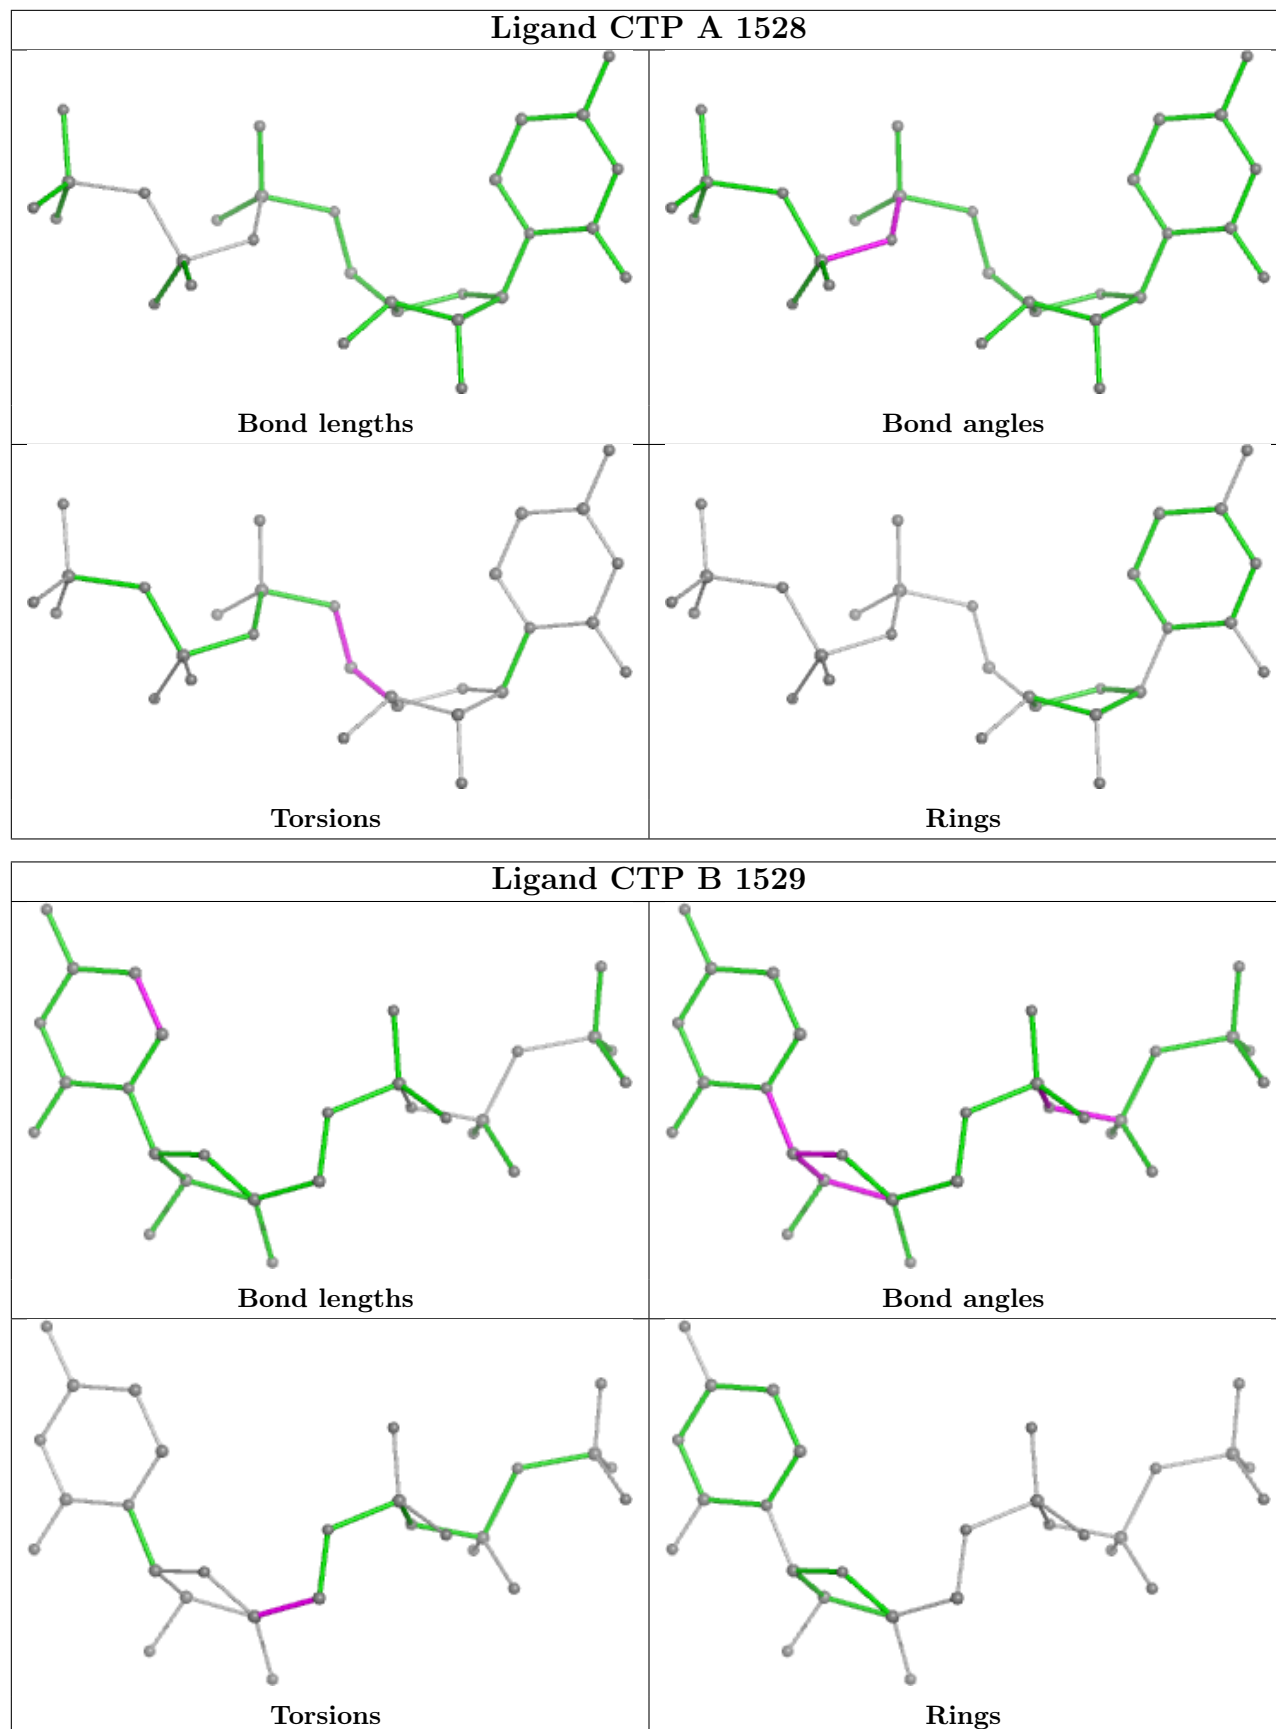 Ligand CTP A 1528
Bond lengths
Bond angles
Torsions
Rings
Ligand CTP B 1529
Bond lengths
Bond angles
Torsions
Rings